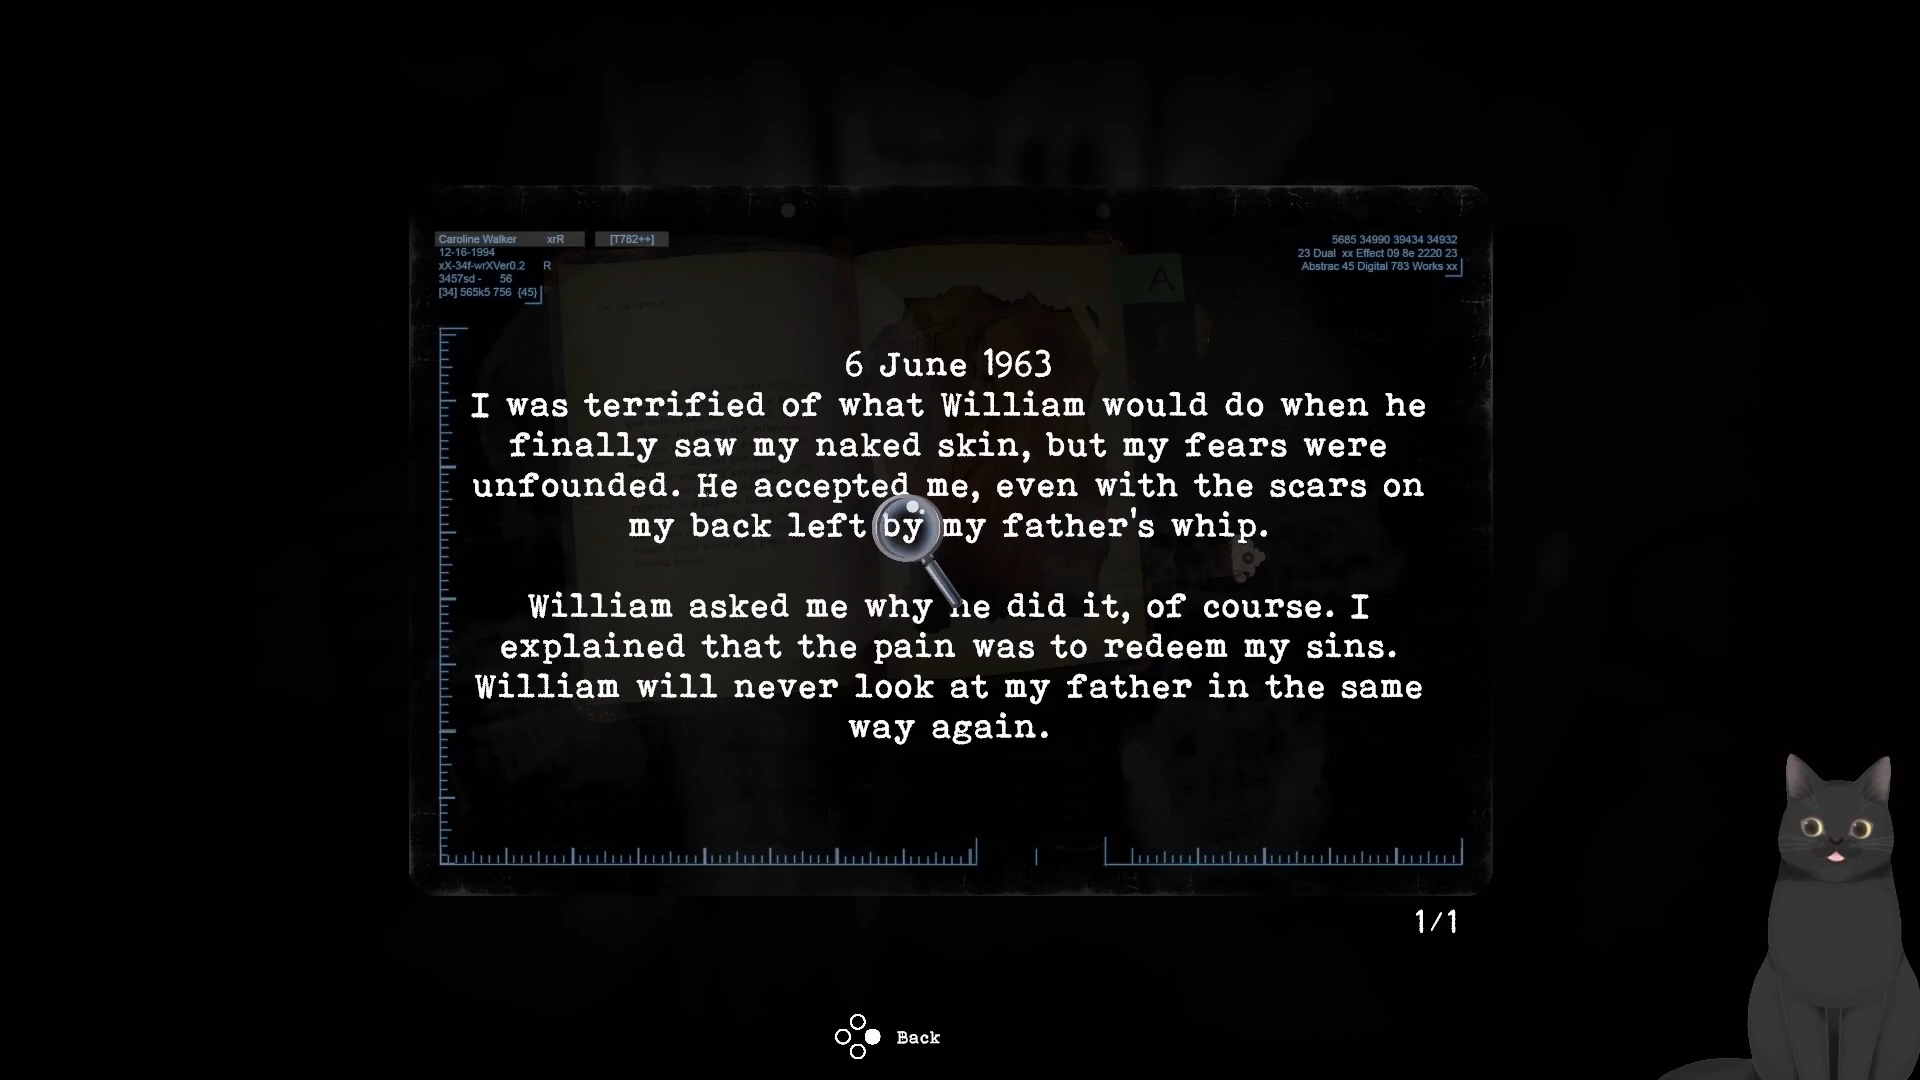 Caroline Walker xrR [T782++]
12-16-1994
xX-34f-wrXVer0.2 R
3457sd - 56
[34] 565k5 756 {45}
5685 34990 39434 34932
23 Dual xx Effect 09 8e 2220 23
Abstrac 45 Digital 783 Works xx
A
6 June 1963
I was terrified of what William would do when he
finally saw my naked skin, but my fears were
unfounded. He accepted me, even with the scars on
my back left by my father's whip.
William asked me why he did it, of course. I
explained that the pain was to redeem my sins.
William will never look at my father in the same
way again.
1/1
Back